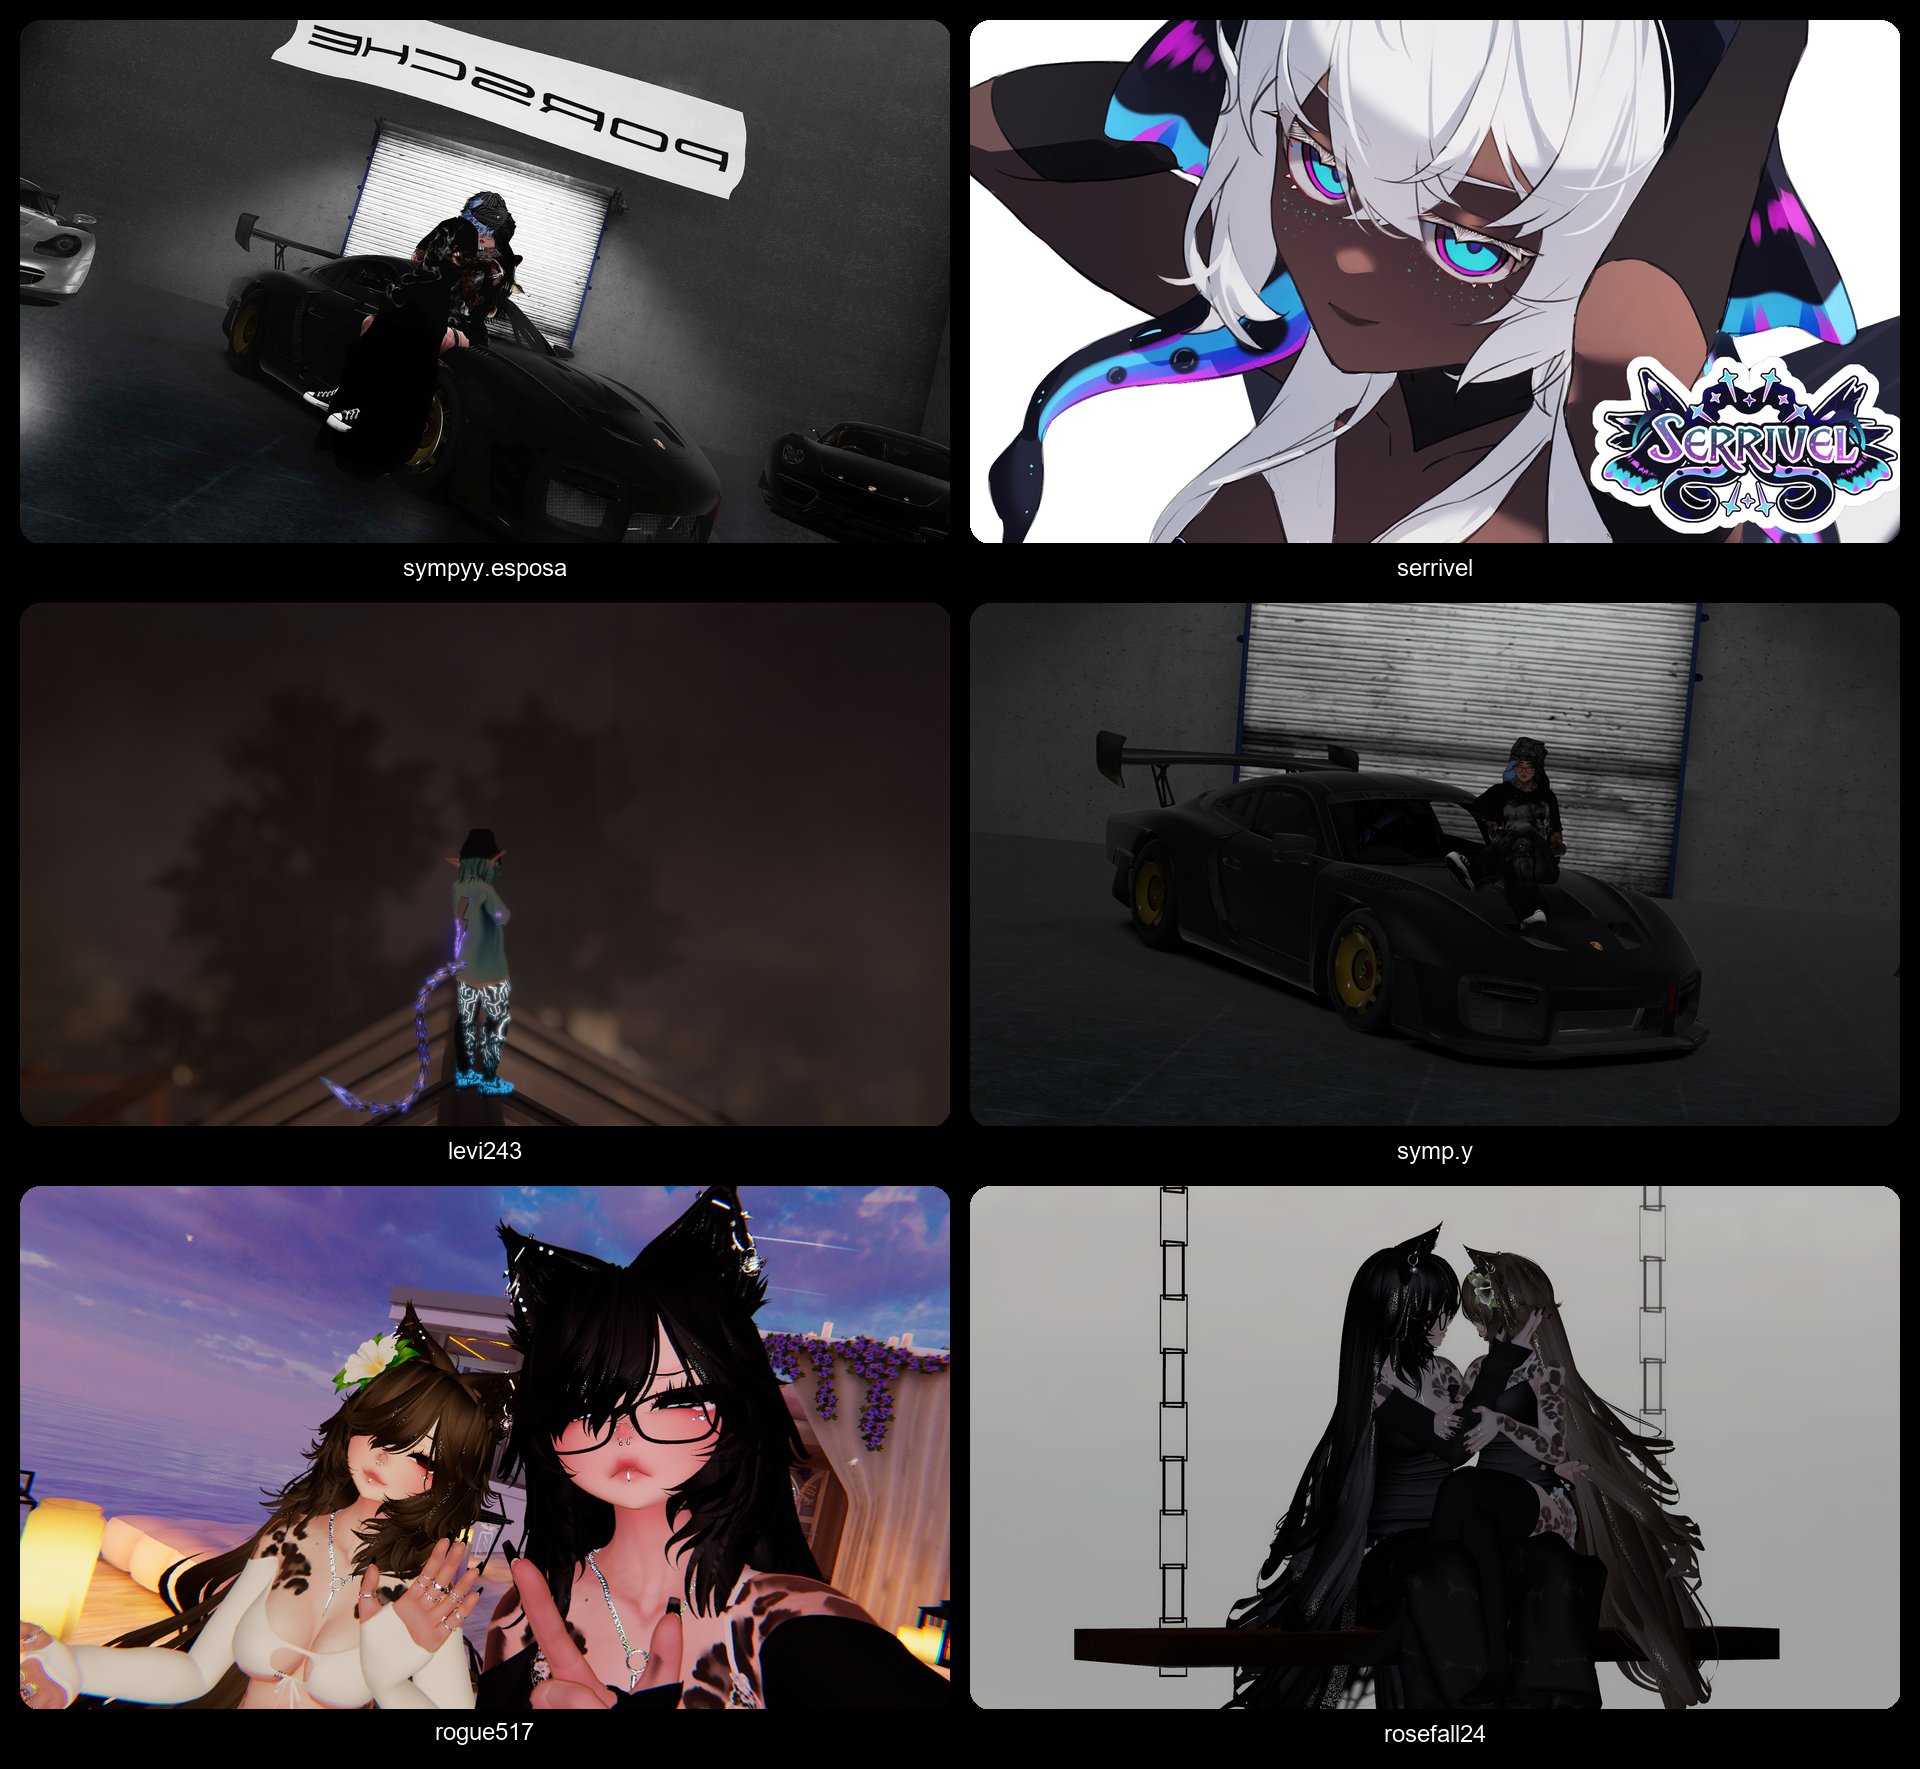 PORSCHE
sympyy.esposa
SERRIVEL
serrivel
levi243
symp.y
rogue517
rosefall24